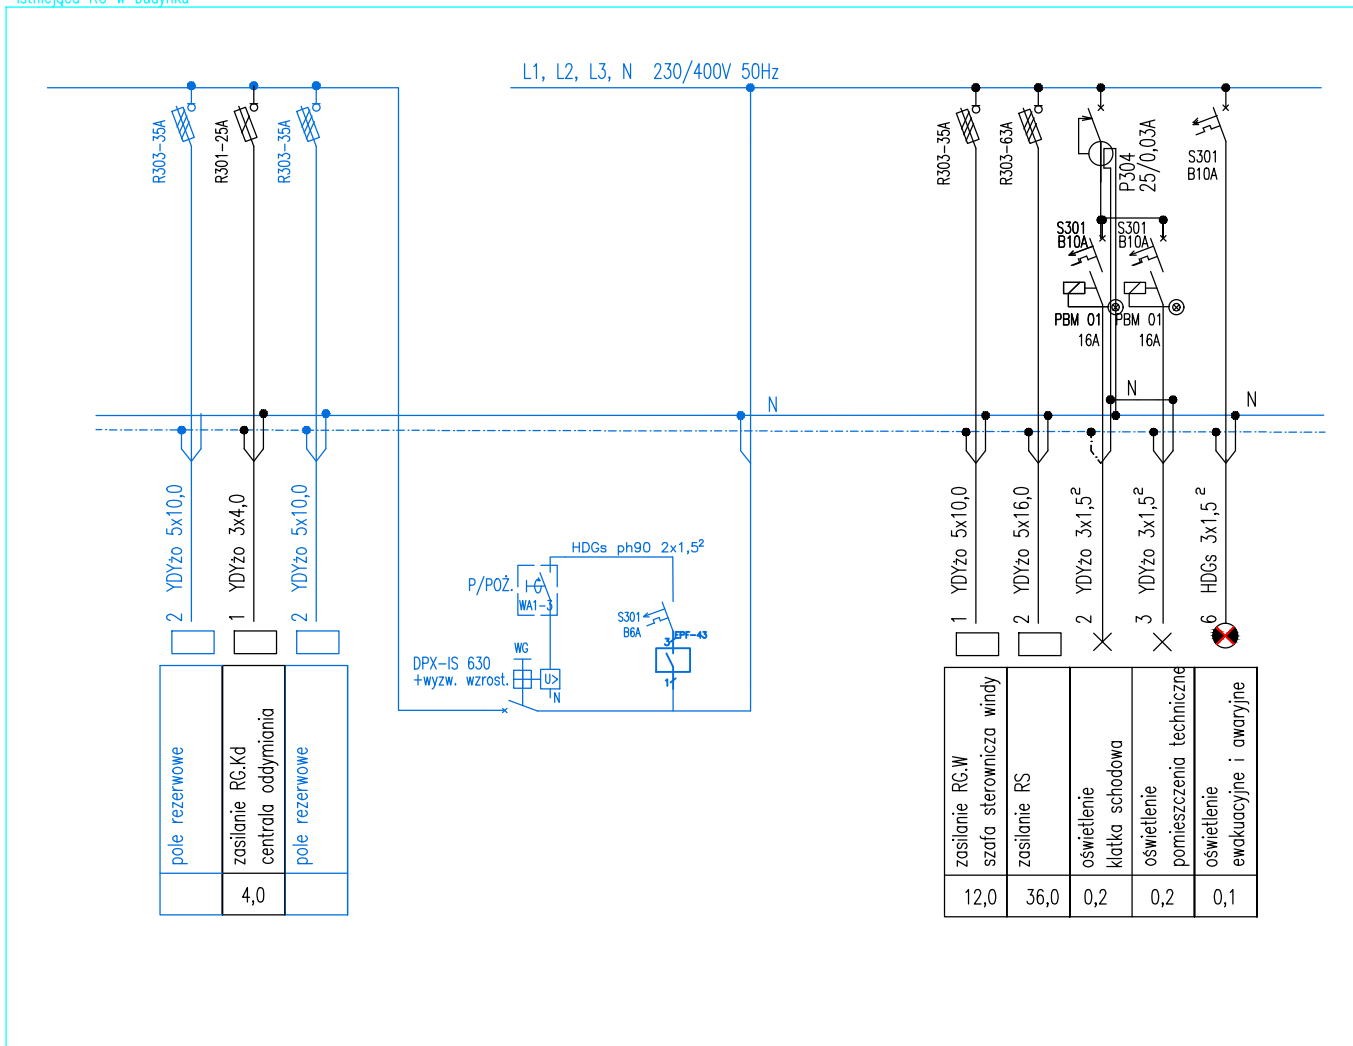 istniejąca RG w budynku
L1, L2, L3, N 230/400V 50Hz
R303-35A
R301-25A
R303-35A
R303-35A
R303-63A
P304
25/0,03A
S301
B10A
S301
B10A
S301
B10A
PBM 01
16A
PBM 01
16A
N
N
N
2 YDYżo 5x10,0
1 YDYżo 3x4,0
2 YDYżo 5x10,0
1 YDYżo 5x10,0
2 YDYżo 5x16,0
2 YDYżo 3x1,5²
3 YDYżo 3x1,5²
6 HDGs 3x1,5²
HDGs ph90 2x1,5²
P/POŻ.
WA1-3
S301
B6A
EPF-43
3
1
WG
DPX-IS 630
+wyzw. wzrost.
U>
N
pole rezerwowe
zasilanie RG.Kd
centrala oddymiania
4,0
pole rezerwowe
zasilanie RG.W
szafa sterownicza windy
12,0
zasilanie RS
36,0
oświetlenie
klatka schodowa
0,2
oświetlenie
pomieszczenia techniczne
0,2
oświetlenie
ewakuacyjne i awaryjne
0,1